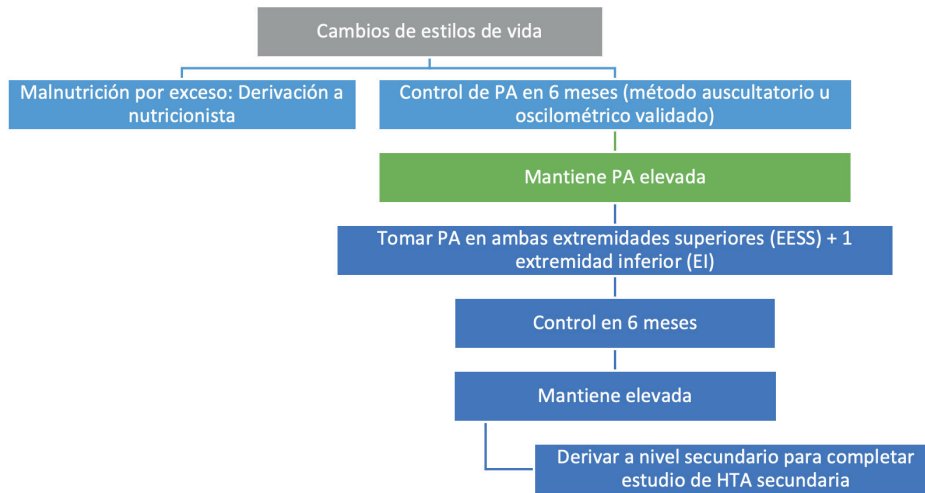 Cambios de estilos de vida
Malnutrición por exceso: Derivación a
nutricionista
Control de PA en 6 meses (método auscultatorio u
oscilométrico validado)
Mantiene PA elevada
Tomar PA en ambas extremidades superiores (EESS) + 1
extremidad inferior (EI)
Control en 6 meses
Mantiene elevada
Derivar a nivel secundario para completar
estudio de HTA secundaria